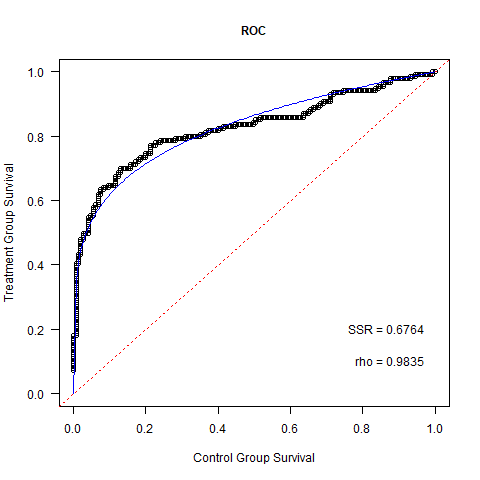 ROC
Treatment Group Survival
1.0
0.8
0.6
0.4
0.2
0.0
SSR = 0.6764
rho = 0.9835
0.0 0.2 0.4 0.6 0.8 1.0
Control Group Survival